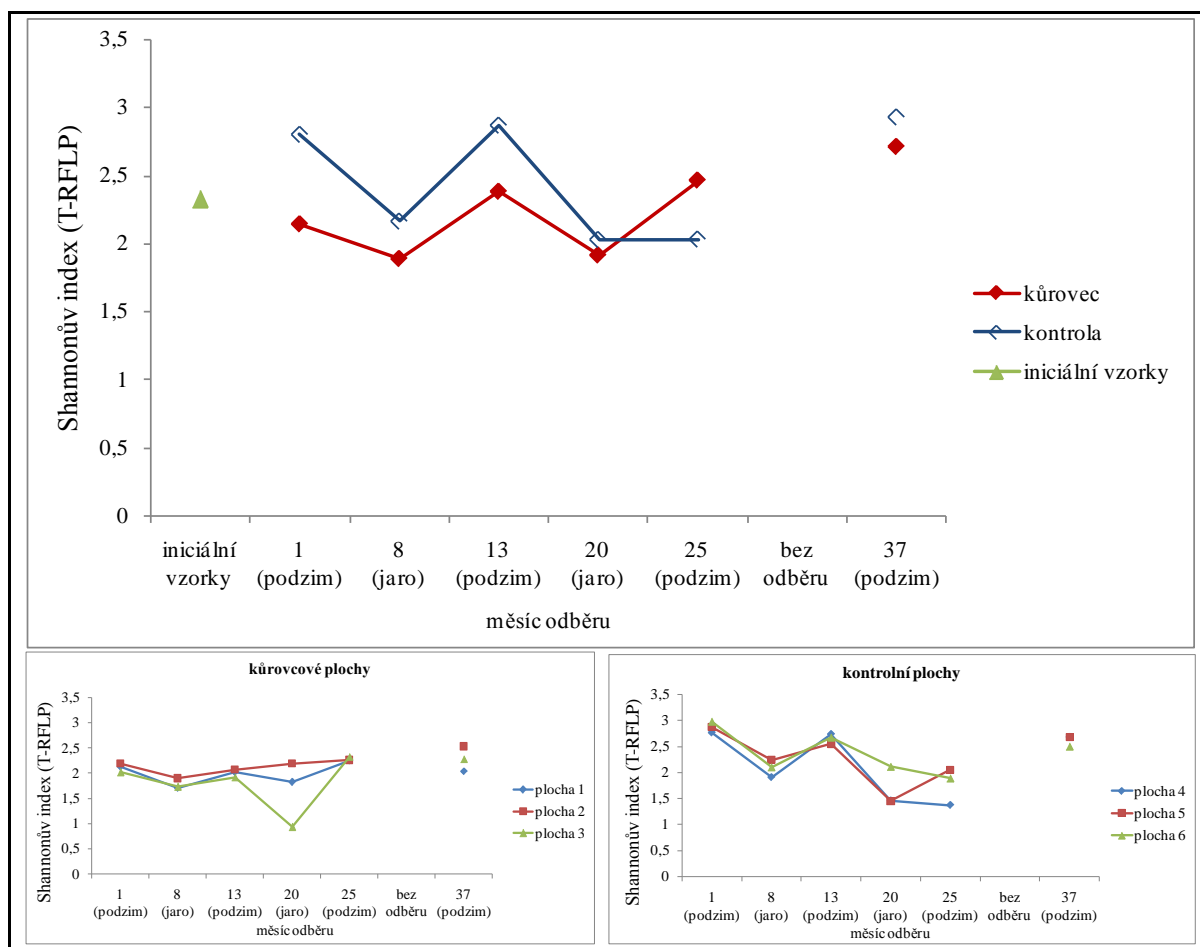 3,5
3
2,5
2
1,5
1
0,5
0
Shannonův index (T-RFLP)
iniciální
vzorky
1
(podzim)
8
(jaro)
13
(podzim)
20
(jaro)
25
(podzim)
bez
odběru
37
(podzim)
měsíc odběru
kůrovec
kontrola
iniciální vzorky
kůrovcové plochy
3,5
3
2,5
2
1,5
1
0,5
0
Shannonův index (T-RFLP)
1
(podzim)
8
(jaro)
13
(podzim)
20
(jaro)
25
(podzim)
bez
odběru
37
(podzim)
měsíc odběru
plocha 1
plocha 2
plocha 3
kontrolní plochy
3,5
3
2,5
2
1,5
1
0,5
0
Shannonův index (T-RFLP)
1
(podzim)
8
(jaro)
13
(podzim)
20
(jaro)
25
(podzim)
bez
odběru
37
(podzim)
měsíc odběru
plocha 4
plocha 5
plocha 6